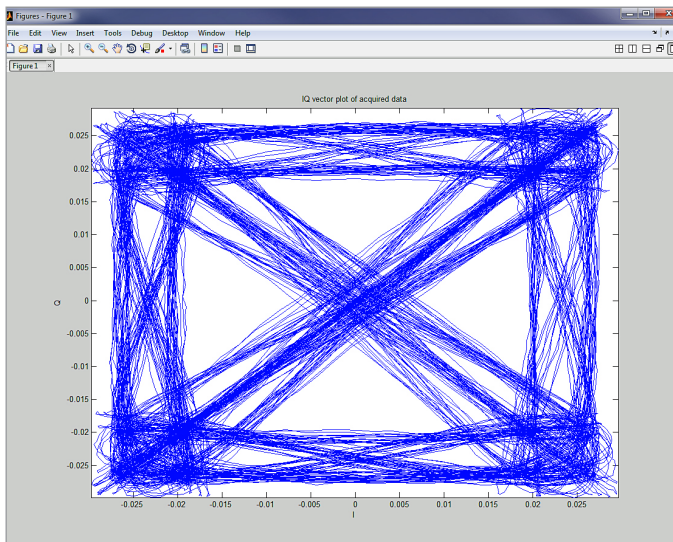 Figures - Figure 1
File Edit View Insert Tools Debug Desktop Window Help
Figure 1 ×
IQ vector plot of acquired data
0.025
0.02
0.015
0.01
0.005
0
-0.005
-0.01
-0.015
-0.02
-0.025
Q
-0.025 -0.02 -0.015 -0.01 -0.005 0 0.005 0.01 0.015 0.02 0.025
I